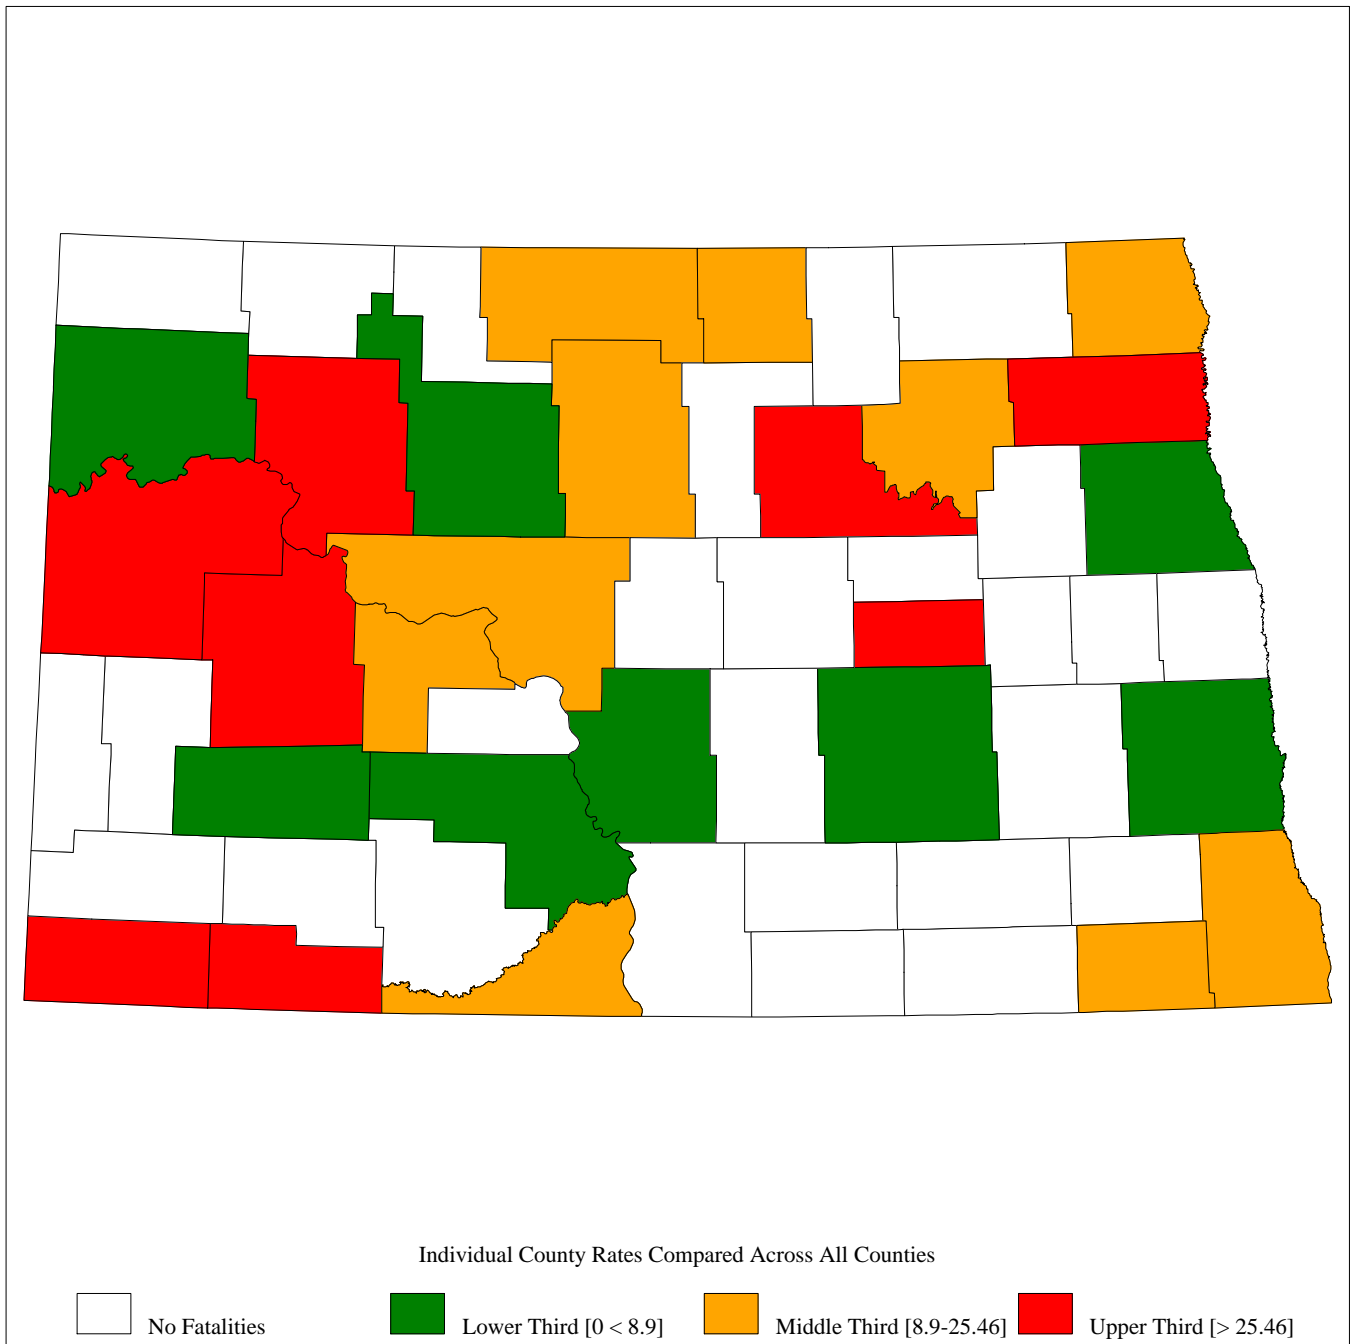 Individual County Rates Compared Across All Counties
No Fatalities Lower Third [0 < 8.9] Middle Third [8.9-25.46] Upper Third [> 25.46]